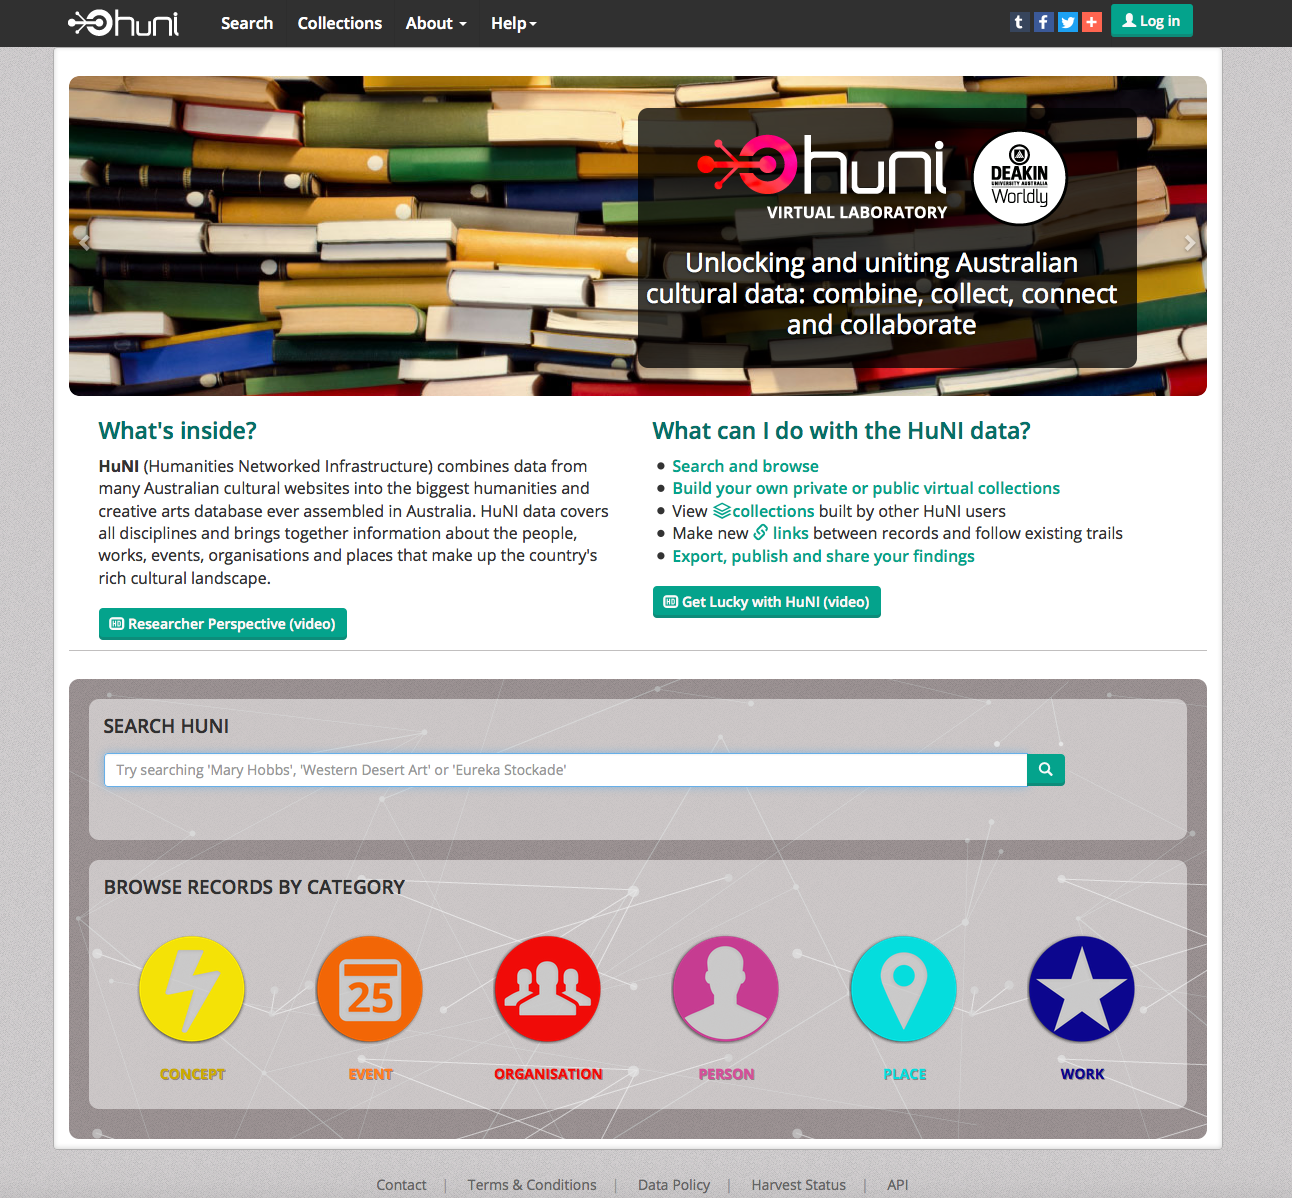 huni
Search
Collections
About
Help
t
f
+
Log in
huni
VIRTUAL LABORATORY
DEAKIN
UNIVERSITY AUSTRALIA
Worldly
Unlocking and uniting Australian
cultural data: combine, collect, connect
and collaborate
What's inside?
HuNI (Humanities Networked Infrastructure) combines data from
many Australian cultural websites into the biggest humanities and
creative arts database ever assembled in Australia. HuNI data covers
all disciplines and brings together information about the people,
works, events, organisations and places that make up the country's
rich cultural landscape.
HD Researcher Perspective (video)
What can I do with the HuNI data?
Search and browse
Build your own private or public virtual collections
View collections built by other HuNI users
Make new links between records and follow existing trails
Export, publish and share your findings
HD Get Lucky with HuNI (video)
SEARCH HUNI
Try searching 'Mary Hobbs', 'Western Desert Art' or 'Eureka Stockade'
BROWSE RECORDS BY CATEGORY
25
CONCEPT
EVENT
ORGANISATION
PERSON
PLACE
WORK
Contact | Terms & Conditions | Data Policy | Harvest Status | API